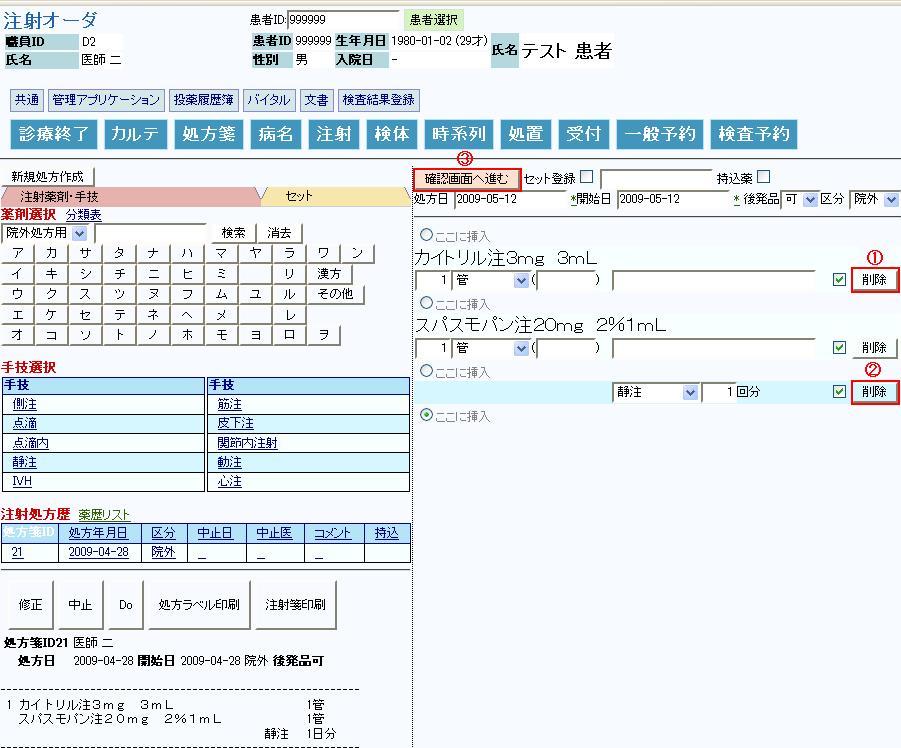 注射オーダ
患者ID: 999999 患者選択
職員ID D2
氏名 医師 二
患者ID 999999 生年月日 1980-01-02 (29才) 氏名 テスト 患者
性別 男 入院日 -
共通 管理アプリケーション 投薬履歴簿 バイタル 文書 検査結果登録
診療終了 カルテ 処方箋 病名 注射 検体 時系列 処置 受付 一般予約 検査予約
新規処方作成
注射薬剤・手技 セット
薬剤選択 分類表
院外処方用 検索 消去
ア カ サ タ ナ ハ マ ヤ ラ ワ ン
イ キ シ チ ニ ヒ ミ リ 漢方
ウ ク ス ツ ヌ フ ム ユ ル その他
エ ケ セ テ ネ ヘ メ レ
オ コ ソ ト ノ ホ モ ヨ ロ ヲ
手技選択
手技 手技
側注 筋注
点滴 皮下注
点滴内 関節内注射
静注 動注
IVH 心注
注射処方歴 薬歴リスト
処方箋ID 処方年月日 区分 中止日 中止医 コメント 持込
21 2009-04-28 院外 _ _ _
修正 中止 Do 処方ラベル印刷 注射箋印刷
処方箋ID21 医師 二
処方日 2009-04-28 開始日 2009-04-28 院外 後発品可
1 カイトリル注3mg 3mL 1管
スパスモパン注20mg 2%1mL 1管
静注 1日分
③
確認画面へ進む セット登録 持込薬
処方日 2009-05-12 *開始日 2009-05-12 * 後発品 可 区分 院外
ここに挿入
カイトリル注3mg 3mL ①
1 管 ( ) 削除
ここに挿入
スパスモパン注20mg 2%1mL
1 管 ( ) 削除
ここに挿入 ②
静注 1 回分 削除
ここに挿入